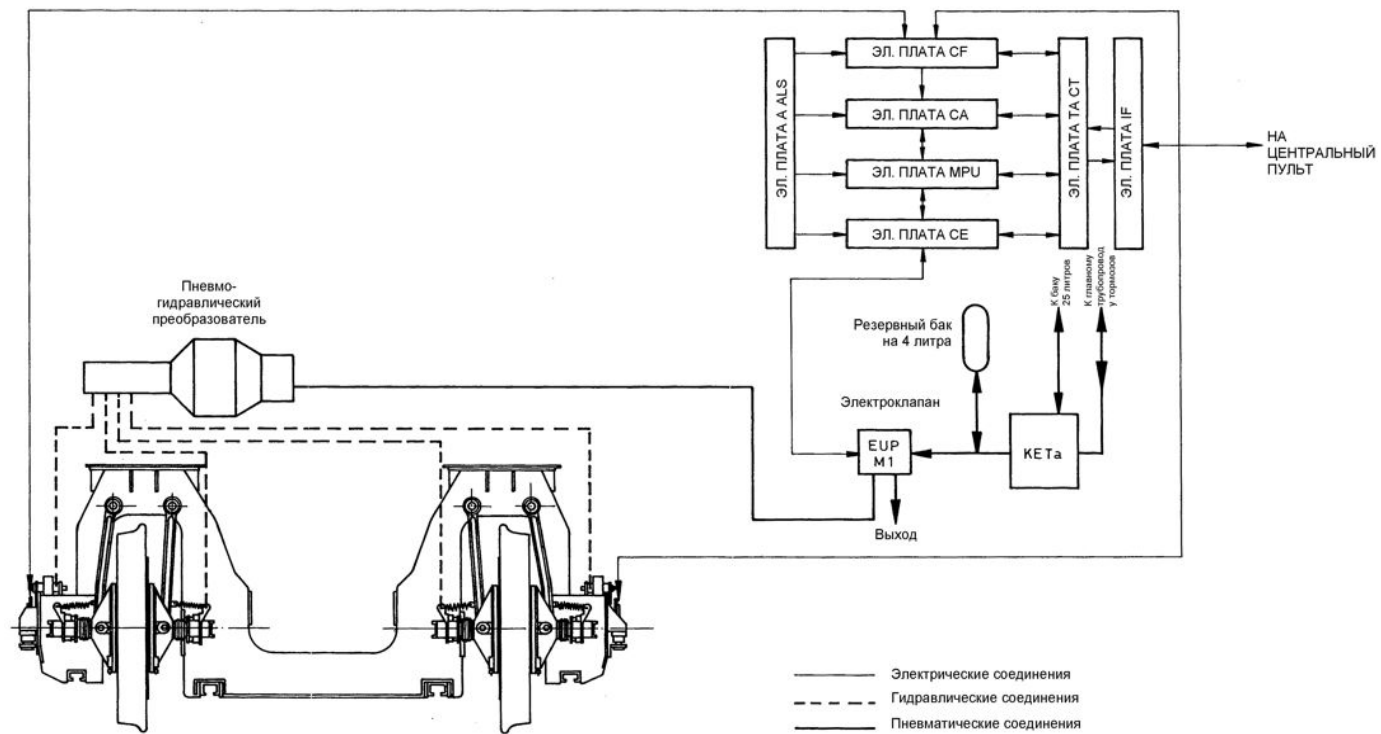 ЭЛ. ПЛАТА A ALS
ЭЛ. ПЛАТА CF
ЭЛ. ПЛАТА CA
ЭЛ. ПЛАТА MPU
ЭЛ. ПЛАТА CE
ЭЛ. ПЛАТА TA CT
ЭЛ. ПЛАТА IF
НА
ЦЕНТРАЛЬНЫЙ
ПУЛЬТ
К баку
25 литров
К главному
трубопровод
у тормозов
Пневмо-
гидравлический
преобразователь
Резервный бак
на 4 литра
Электроклапан
EUP
M1
KETa
Выход
Электрические соединения
Гидравлические соединения
Пневматические соединения